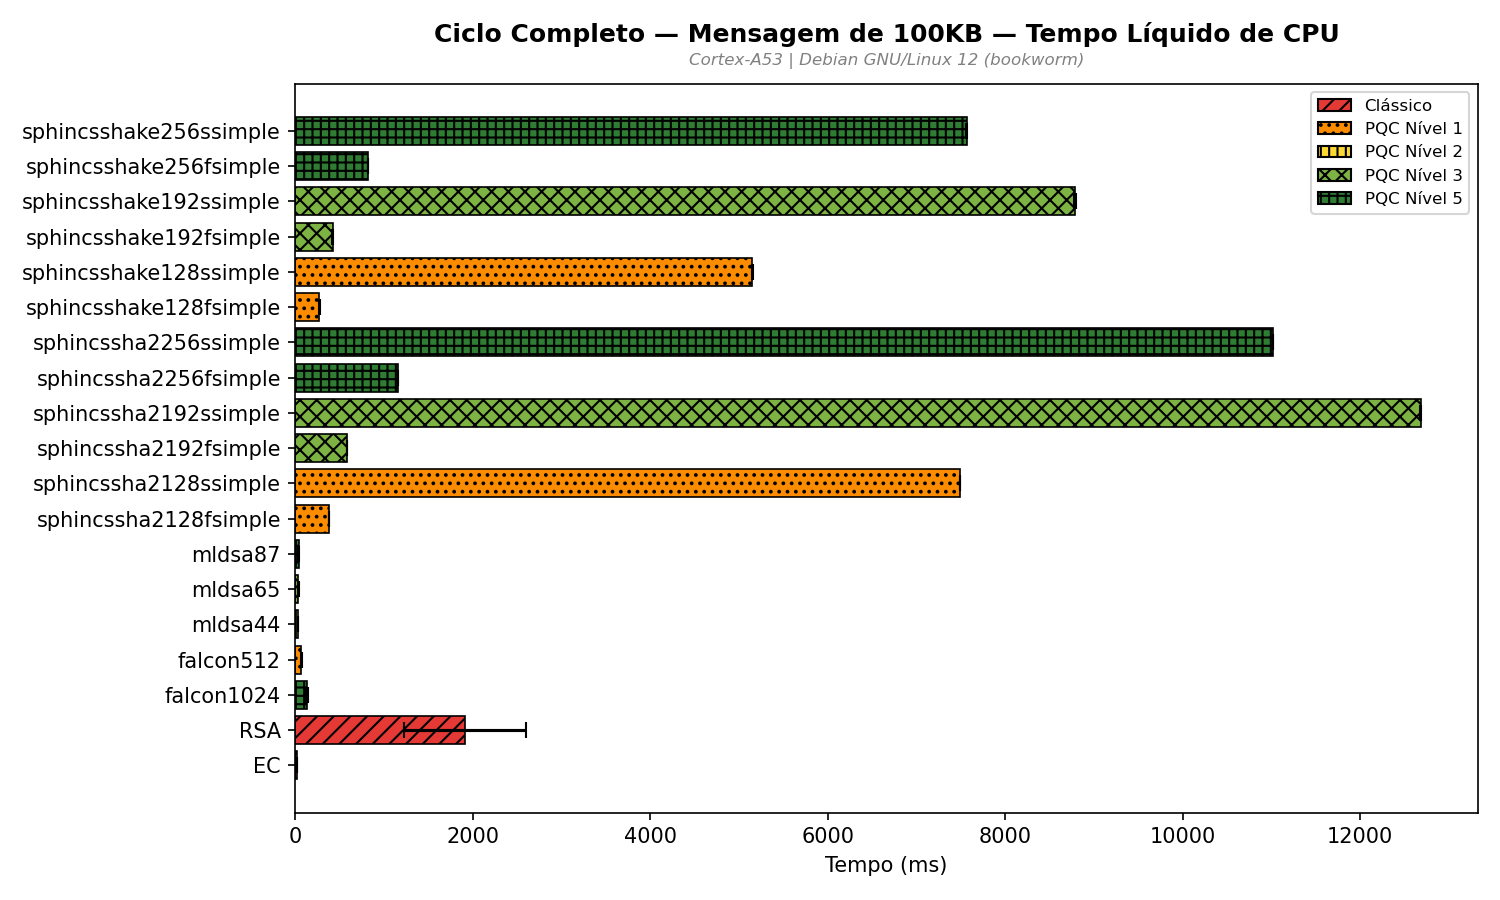 Ciclo Completo — Mensagem de 100KB — Tempo Líquido de CPU
Cortex-A53 | Debian GNU/Linux 12 (bookworm)
Clássico
PQC Nível 1
PQC Nível 2
PQC Nível 3
PQC Nível 5
sphincsshake256ssimple
sphincsshake256fsimple
sphincsshake192ssimple
sphincsshake192fsimple
sphincsshake128ssimple
sphincsshake128fsimple
sphincssha2256ssimple
sphincssha2256fsimple
sphincssha2192ssimple
sphincssha2192fsimple
sphincssha2128ssimple
sphincssha2128fsimple
mldsa87
mldsa65
mldsa44
falcon512
falcon1024
RSA
EC
0 2000 4000 6000 8000 10000 12000
Tempo (ms)